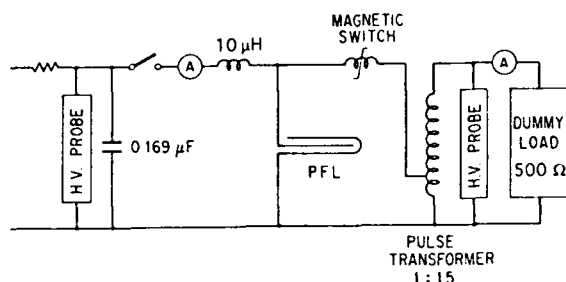 MAGNETIC
SWITCH
10 μH
A
A
H.V. PROBE
0.169 μF
PFL
H.V. PROBE
DUMMY
LOAD
500 Ω
PULSE
TRANSFORMER
1:15